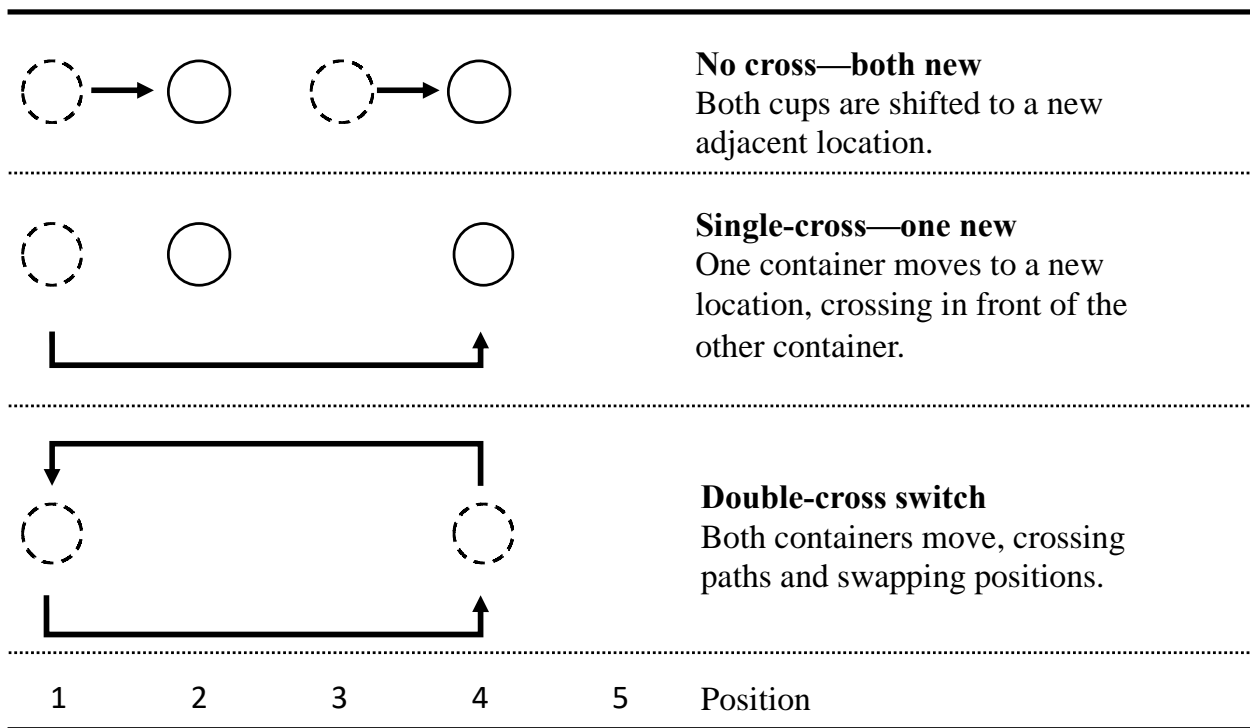 No cross—both new
Both cups are shifted to a new
adjacent location.
Single-cross—one new
One container moves to a new
location, crossing in front of the
other container.
Double-cross switch
Both containers move, crossing
paths and swapping positions.
1 2 3 4 5 Position